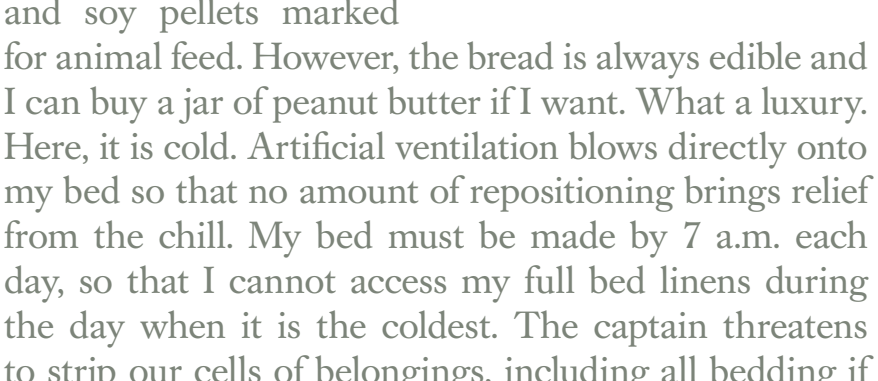 and soy pellets marked
for animal feed. However, the bread is always edible and
I can buy a jar of peanut butter if I want. What a luxury.
Here, it is cold. Artificial ventilation blows directly onto
my bed so that no amount of repositioning brings relief
from the chill. My bed must be made by 7 a.m. each
day, so that I cannot access my full bed linens during
the day when it is the coldest. The captain threatens
to strip our cells of belongings, including all bedding if